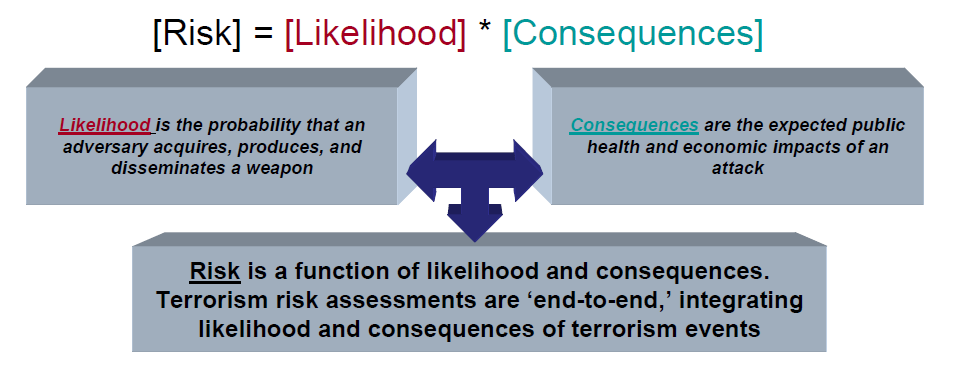 [Risk] = [Likelihood] * [Consequences]
Likelihood is the probability that an
adversary acquires, produces, and
disseminates a weapon
Consequences are the expected public
health and economic impacts of an
attack
Risk is a function of likelihood and consequences.
Terrorism risk assessments are ‘end-to-end,’ integrating
likelihood and consequences of terrorism events